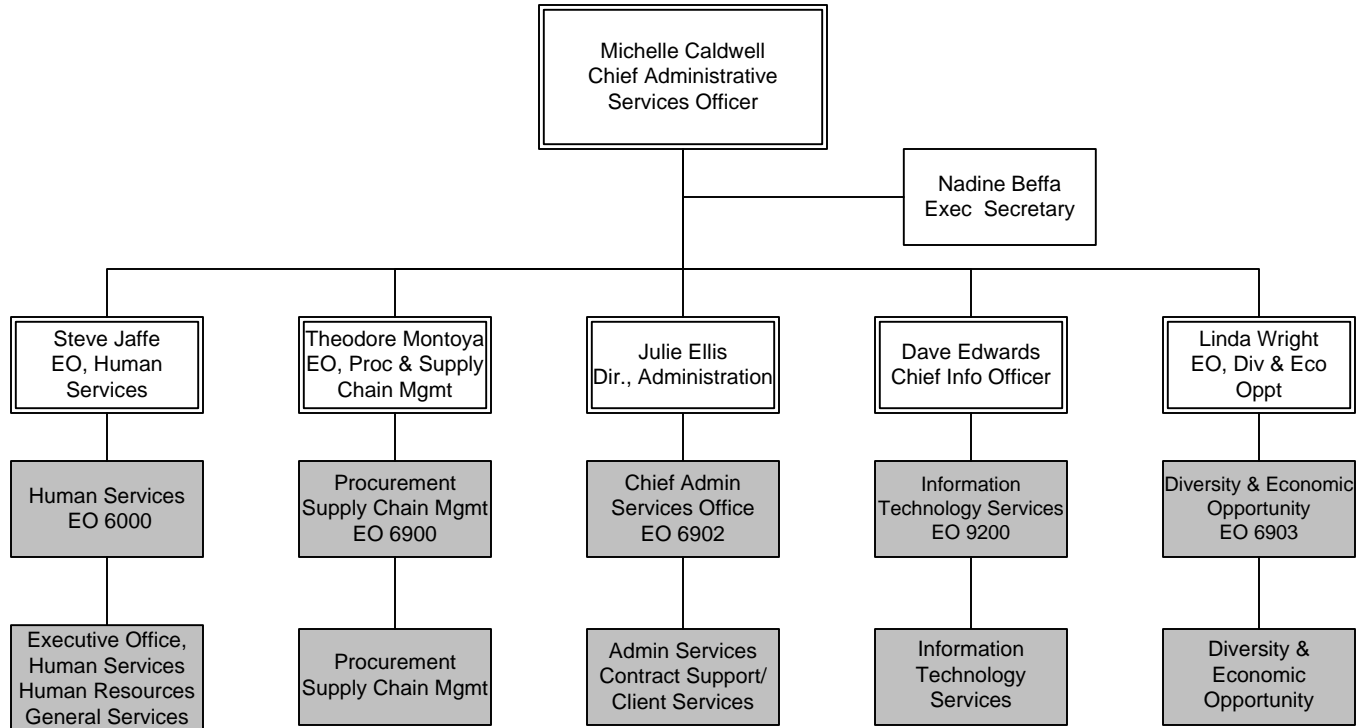 Michelle Caldwell
Chief Administrative
Services Officer
Nadine Beffa
Exec Secretary
Steve Jaffe
EO, Human
Services
Theodore Montoya
EO, Proc & Supply
Chain Mgmt
Julie Ellis
Dir., Administration
Dave Edwards
Chief Info Officer
Linda Wright
EO, Div & Eco
Oppt
Human Services
EO 6000
Procurement
Supply Chain Mgmt
EO 6900
Chief Admin
Services Office
EO 6902
Information
Technology Services
EO 9200
Diversity & Economic
Opportunity
EO 6903
Executive Office,
Human Services
Human Resources
General Services
Procurement
Supply Chain Mgmt
Admin Services
Contract Support/
Client Services
Information
Technology
Services
Diversity &
Economic
Opportunity